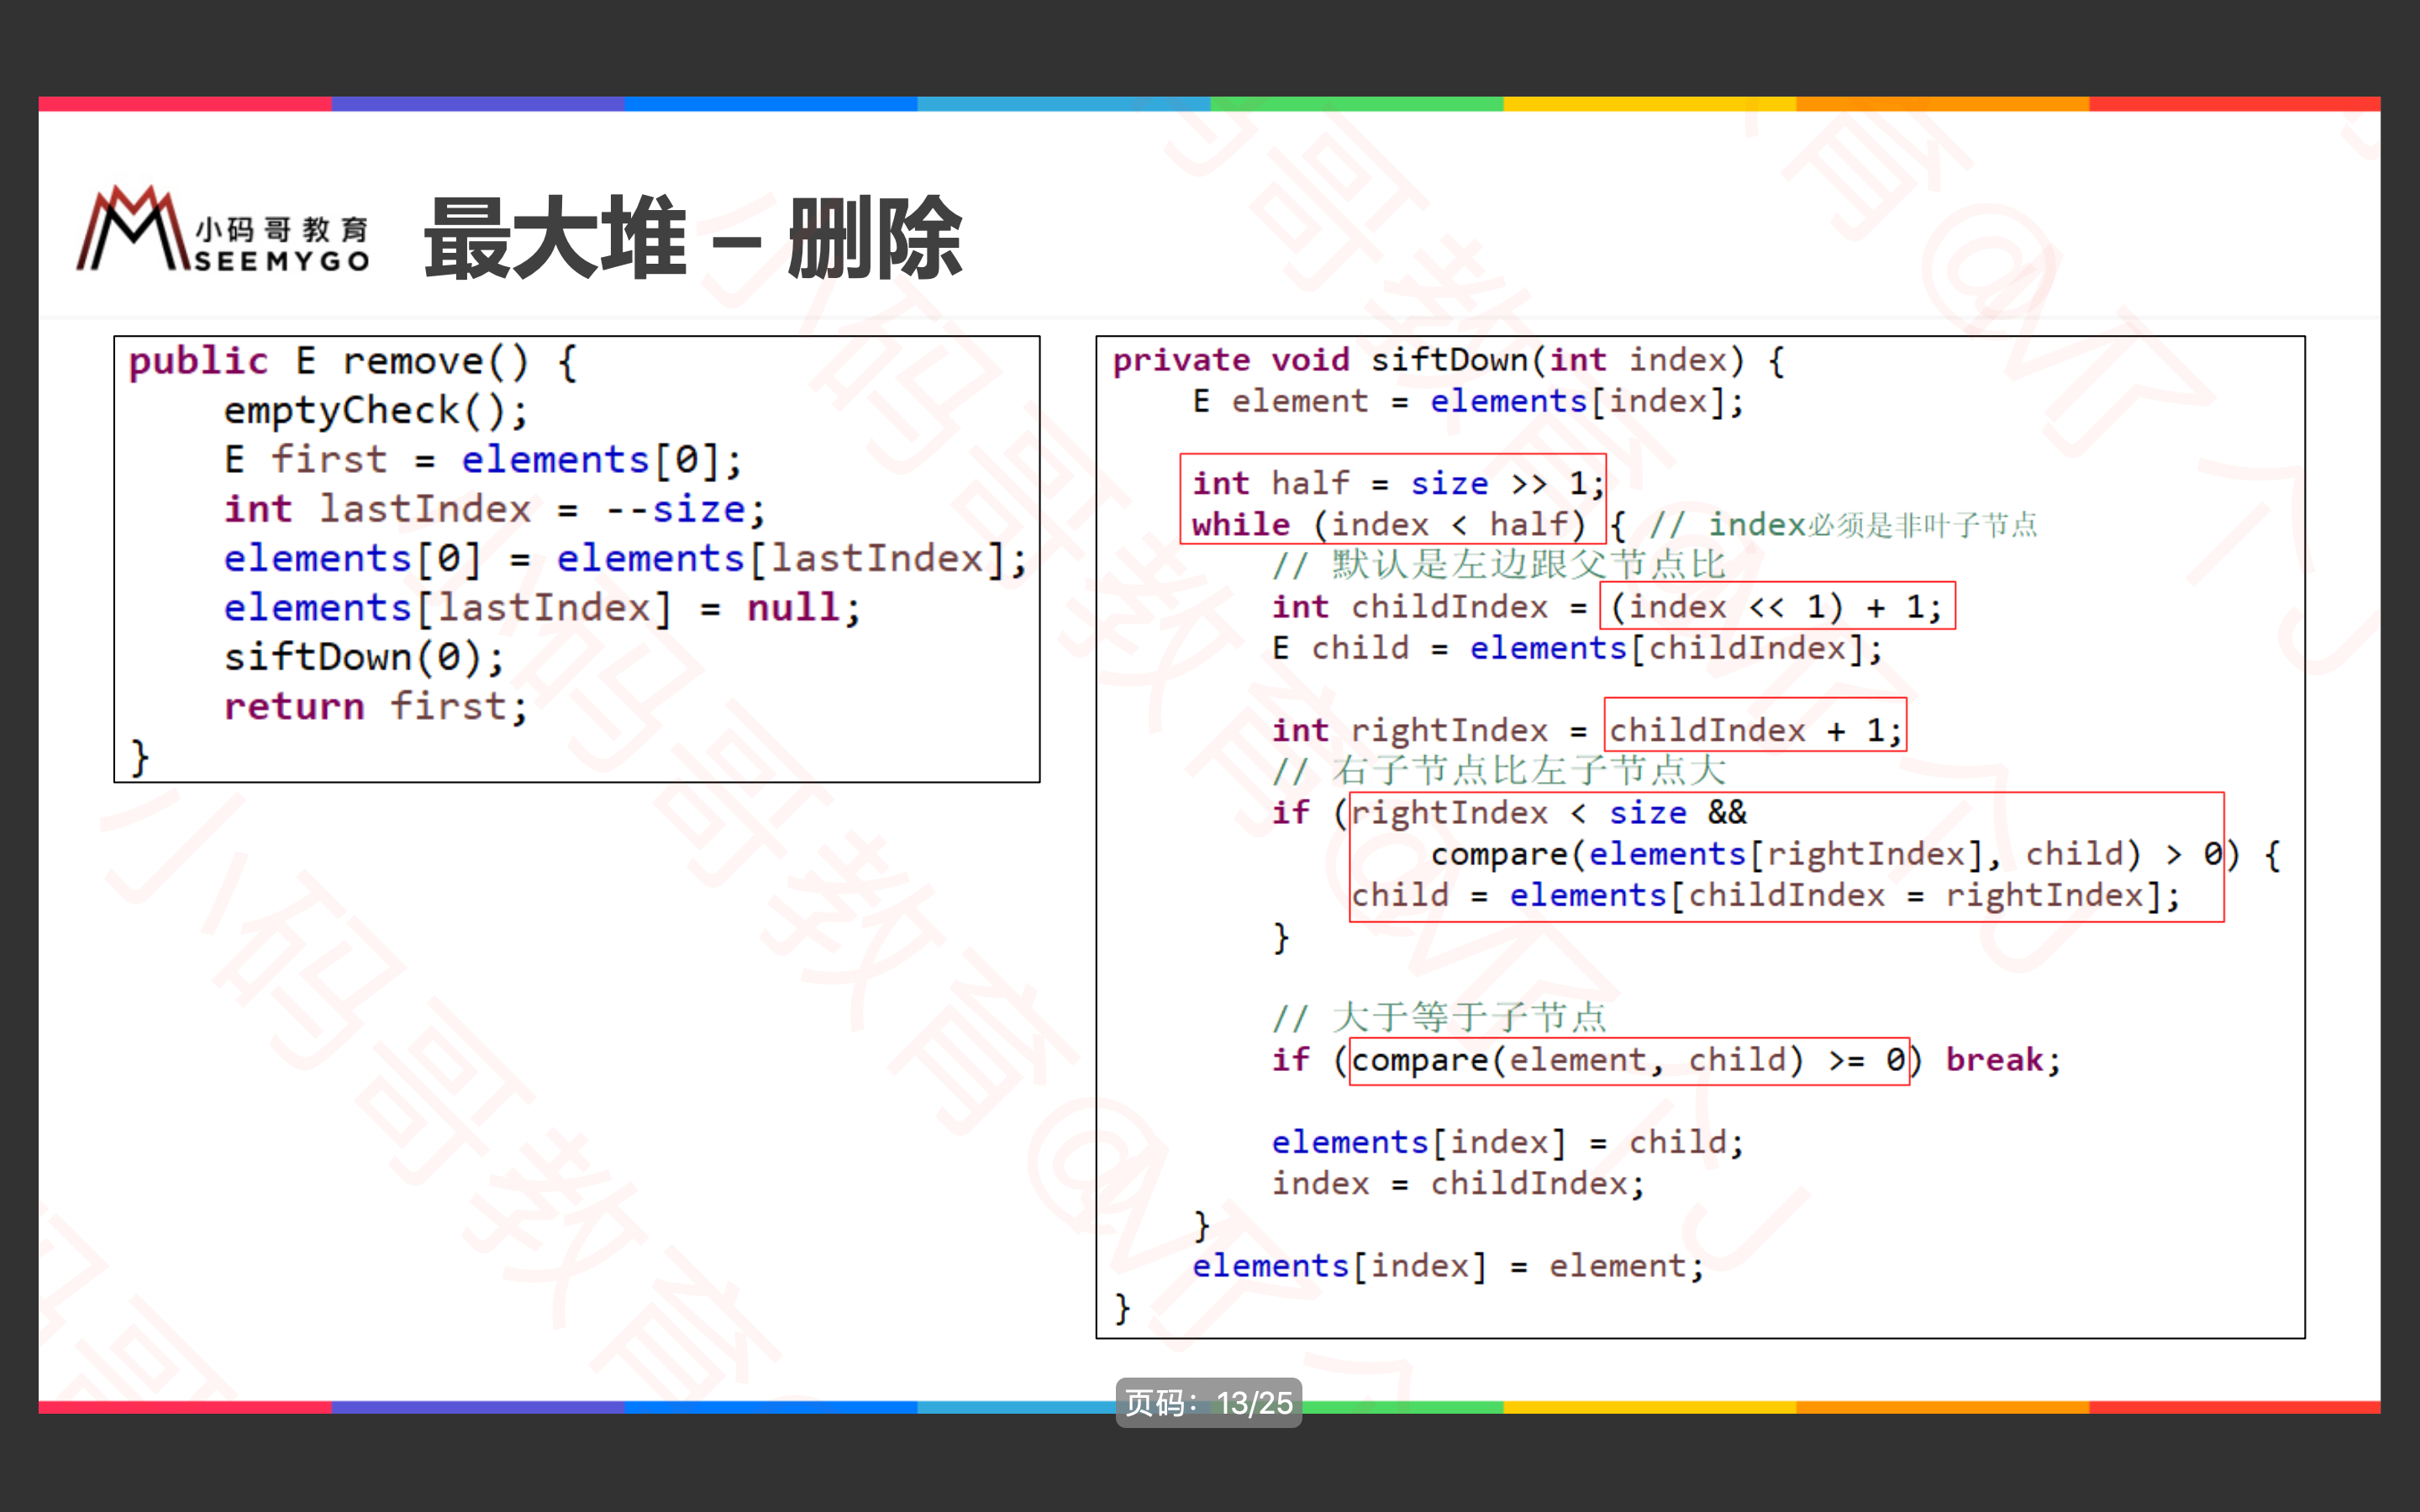 小码哥教育
SEEMYGO
最大堆 – 删除
public E remove() {
    emptyCheck();
    E first = elements[0];
    int lastIndex = --size;
    elements[0] = elements[lastIndex];
    elements[lastIndex] = null;
    siftDown(0);
    return first;
}
private void siftDown(int index) {
    E element = elements[index];
    int half = size >> 1;
    while (index < half) { // index必须是非叶子节点
        // 默认是左边跟父节点比
        int childIndex = (index << 1) + 1;
        E child = elements[childIndex];
        int rightIndex = childIndex + 1;
        // 右子节点比左子节点大
        if (rightIndex < size &&
                compare(elements[rightIndex], child) > 0) {
            child = elements[childIndex = rightIndex];
        }
        // 大于等于子节点
        if (compare(element, child) >= 0) break;
        elements[index] = child;
        index = childIndex;
    }
    elements[index] = element;
}
页码：13/25